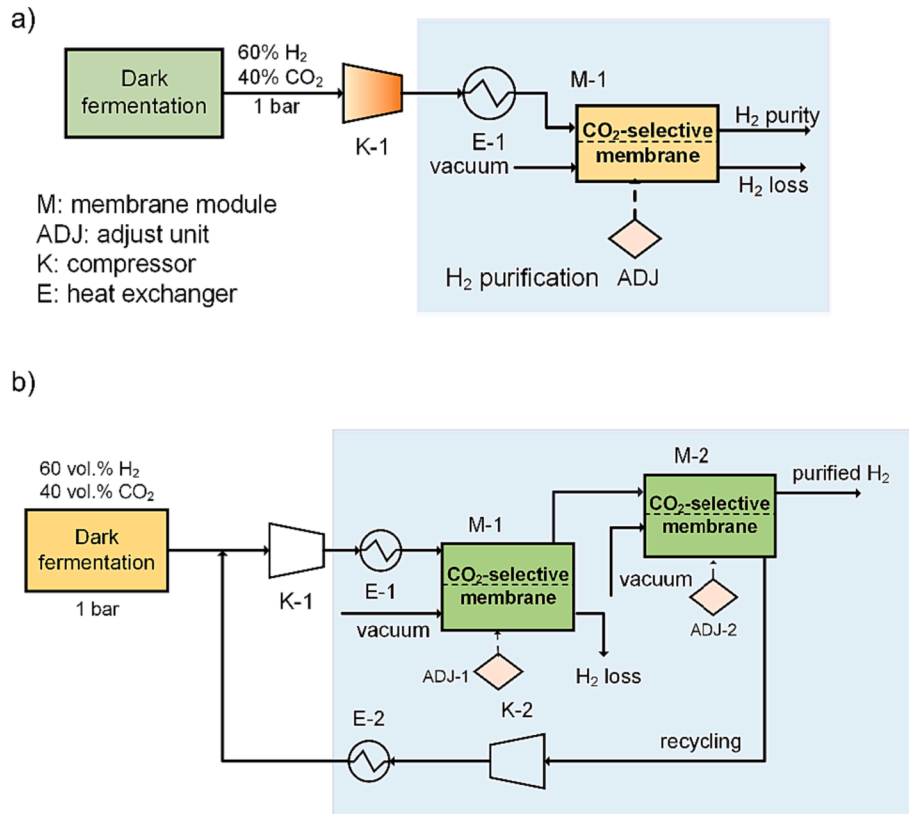 a)
60% H₂
40% CO₂
1 bar
Dark
fermentation
K-1
E-1
M-1
CO₂-selective
membrane
vacuum
H₂ purity
H₂ loss
H₂ purification
ADJ
M: membrane module
ADJ: adjust unit
K: compressor
E: heat exchanger
b)
60 vol.% H₂
40 vol.% CO₂
Dark
fermentation
1 bar
K-1
E-1
M-1
CO₂-selective
membrane
vacuum
ADJ-1
H₂ loss
M-2
CO₂-selective
membrane
vacuum
ADJ-2
purified H₂
E-2
K-2
recycling